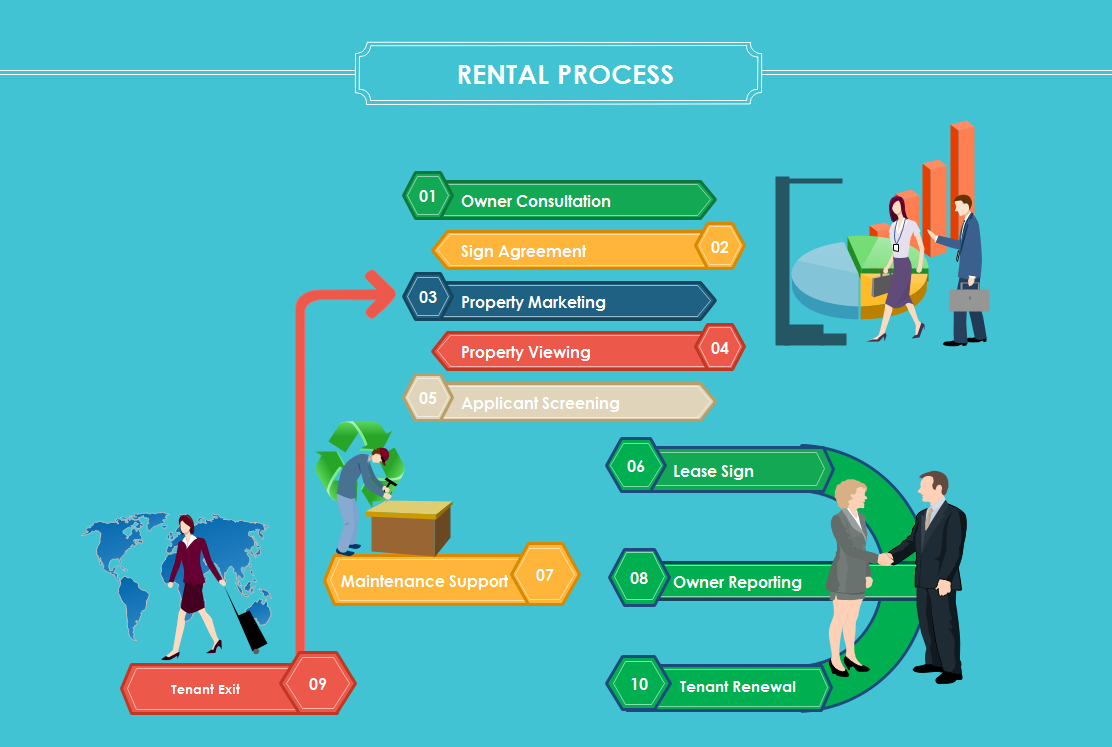 RENTAL PROCESS
01 Owner Consultation
Sign Agreement 02
03 Property Marketing
Property Viewing 04
05 Applicant Screening
06 Lease Sign
Maintenance Support 07
08 Owner Reporting
Tenant Exit 09
10 Tenant Renewal